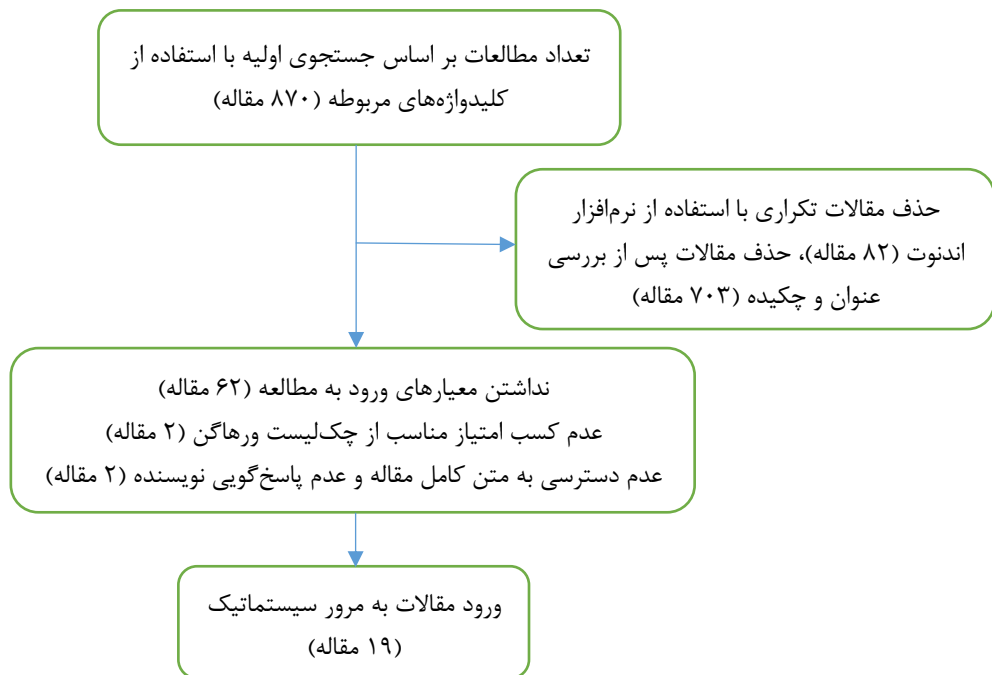 تعداد مطالعات بر اساس جستجوی اولیه با استفاده از
کلیدواژه‌های مربوطه (۸۷۰ مقاله)
حذف مقالات تکراری با استفاده از نرم‌افزار
اندنوت (۸۲ مقاله)، حذف مقالات پس از بررسی
عنوان و چکیده (۷۰۳ مقاله)
نداشتن معیارهای ورود به مطالعه (۶۲ مقاله)
عدم کسب امتیاز مناسب از چک‌لیست ورهاگن (۲ مقاله)
عدم دسترسی به متن کامل مقاله و عدم پاسخ‌گویی نویسنده (۲ مقاله)
ورود مقالات به مرور سیستماتیک
(۱۹ مقاله)